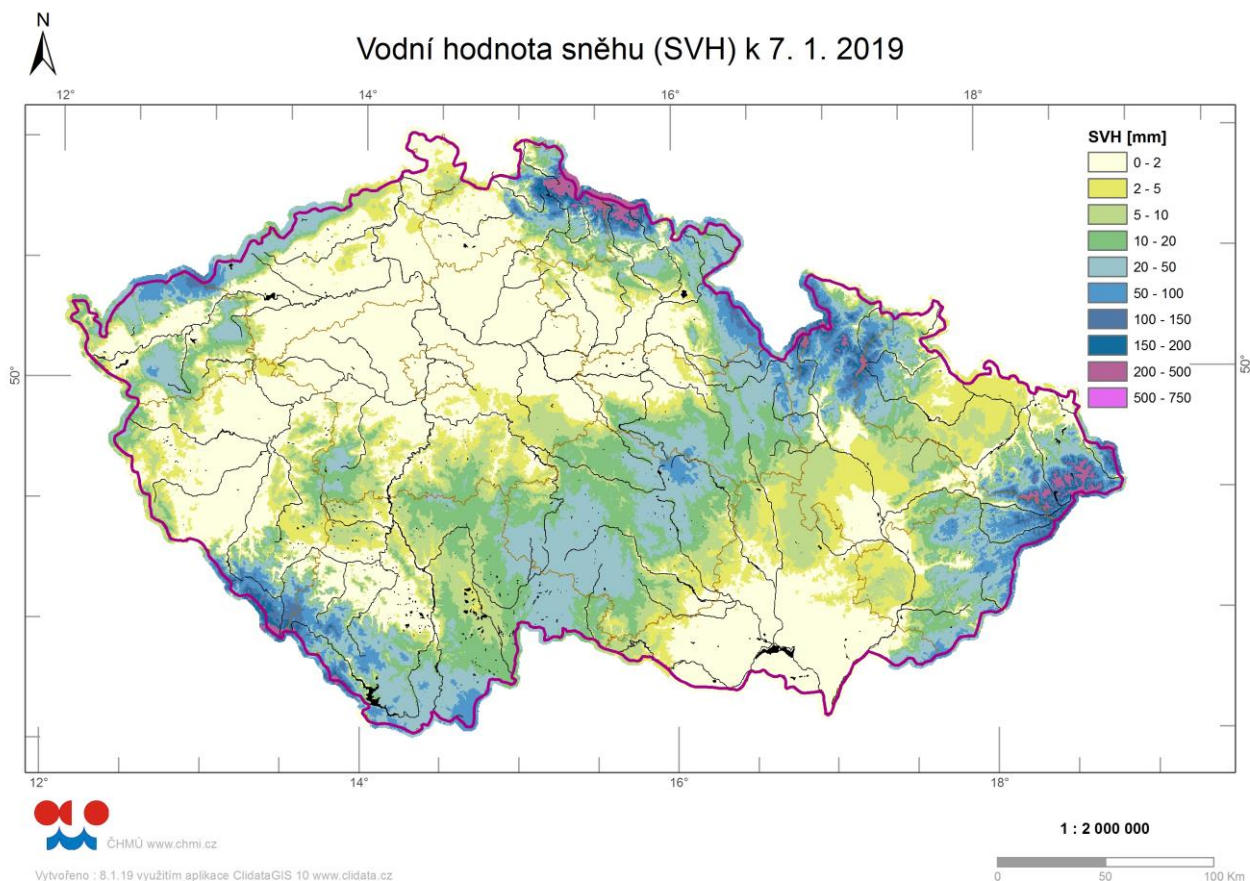 N
Vodní hodnota sněhu (SVH) k 7. 1. 2019
12° 14° 16° 18°
SVH [mm]
0 - 2
2 - 5
5 - 10
10 - 20
20 - 50
50 - 100
100 - 150
150 - 200
200 - 500
500 - 750
50° 50°
12° 14° 16° 18°
ČHMÚ www.chmi.cz
1 : 2 000 000
Vytvořeno : 8.1.19 využitím aplikace ClidataGIS 10 www.clidata.cz
0 50 100 Km